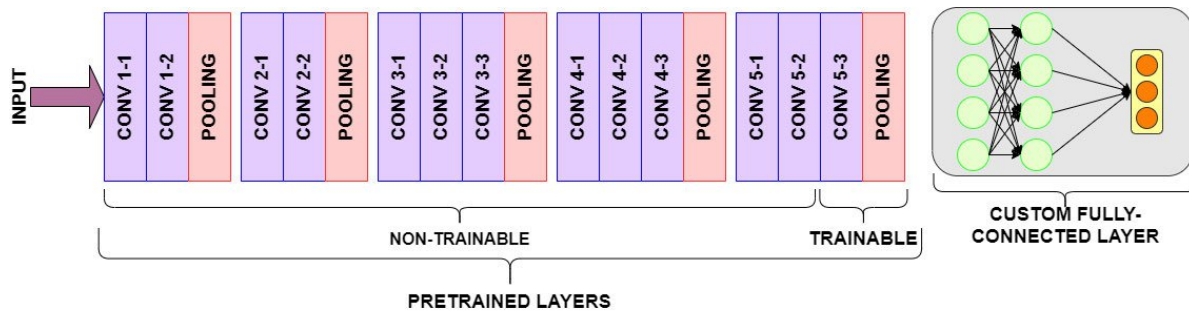 INPUT
CONV 1-1
CONV 1-2
POOLING
CONV 2-1
CONV 2-2
POOLING
CONV 3-1
CONV 3-2
CONV 3-3
POOLING
CONV 4-1
CONV 4-2
CONV 4-3
POOLING
CONV 5-1
CONV 5-2
CONV 5-3
POOLING
NON-TRAINABLE
TRAINABLE
CUSTOM FULLY-
CONNECTED LAYER
PRETRAINED LAYERS